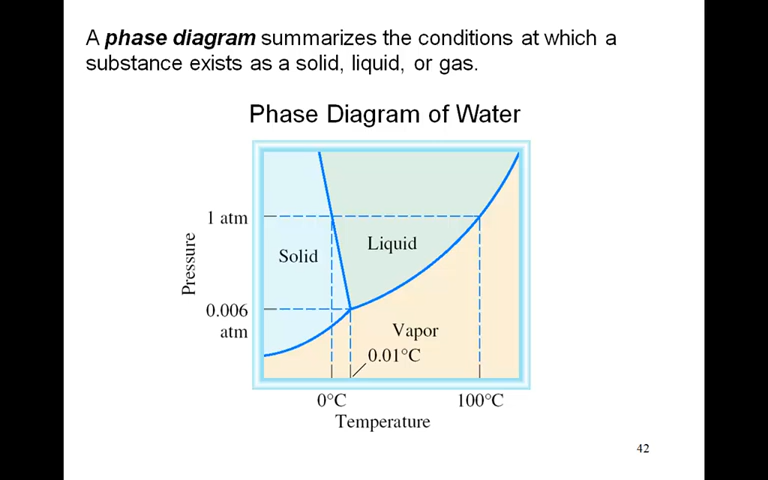 A phase diagram summarizes the conditions at which a
substance exists as a solid, liquid, or gas.
Phase Diagram of Water
1 atm
Liquid
Solid
Pressure
0.006
atm
Vapor
0.01°C
0°C
100°C
Temperature
42